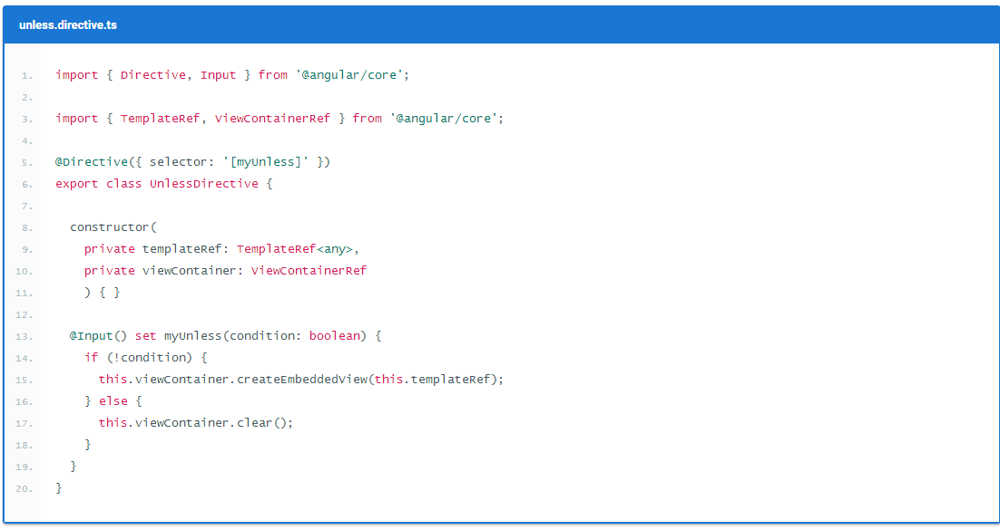 unless.directive.ts
1. import { Directive, Input } from '@angular/core';
2.
3. import { TemplateRef, ViewContainerRef } from '@angular/core';
4.
5. @Directive({ selector: '[myUnless]' })
6. export class UnlessDirective {
7.
8.   constructor(
9.     private templateRef: TemplateRef<any>,
10.     private viewContainer: ViewContainerRef
11.     ) { }
12.
13.   @Input() set myUnless(condition: boolean) {
14.     if (!condition) {
15.       this.viewContainer.createEmbeddedView(this.templateRef);
16.     } else {
17.       this.viewContainer.clear();
18.     }
19.   }
20. }